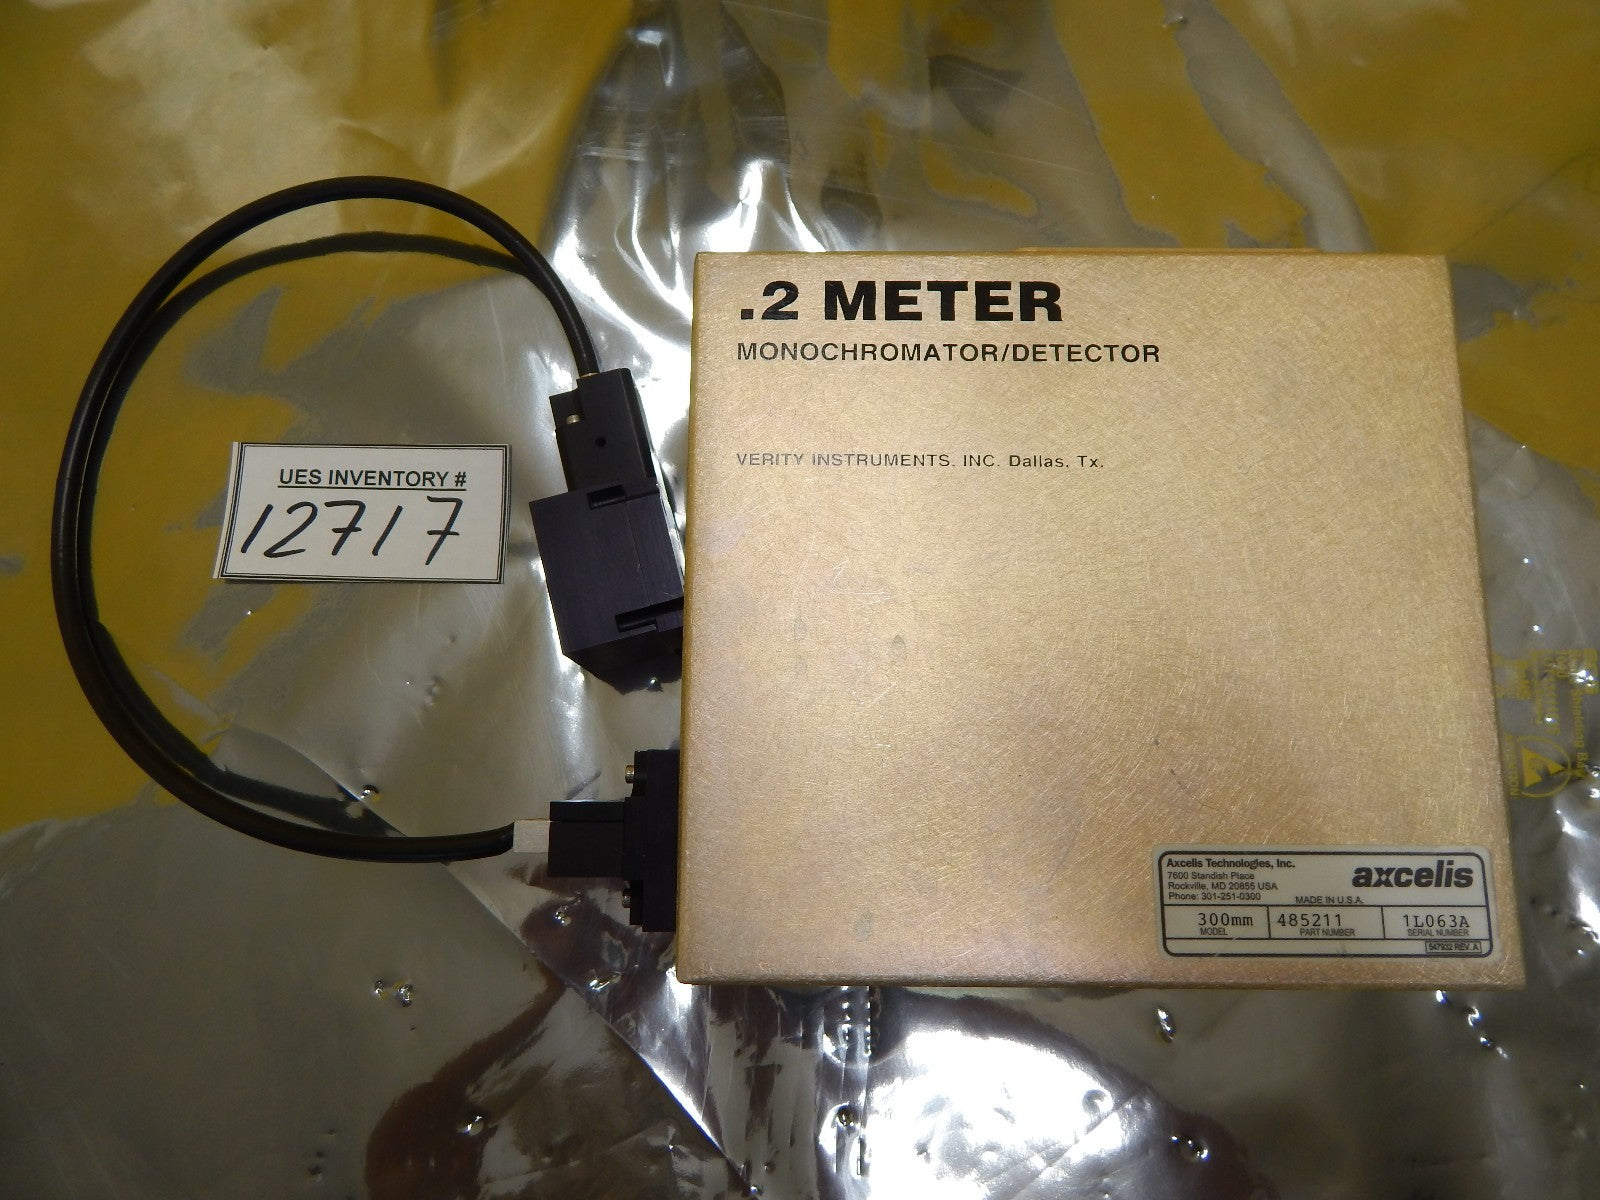 .2 METER
MONOCHROMATOR/DETECTOR
VERITY INSTRUMENTS, INC. Dallas, Tx.
UES INVENTORY #
12717
Axcelis Technologies, Inc.
7600 Standish Place
Rockville, MD 20855 USA
Phone: 301-251-0300
axcelis
MADE IN U.S.A.
300mm 485211 1L063A
MODEL PART NUMBER SERIAL NUMBER
547932 REV. A